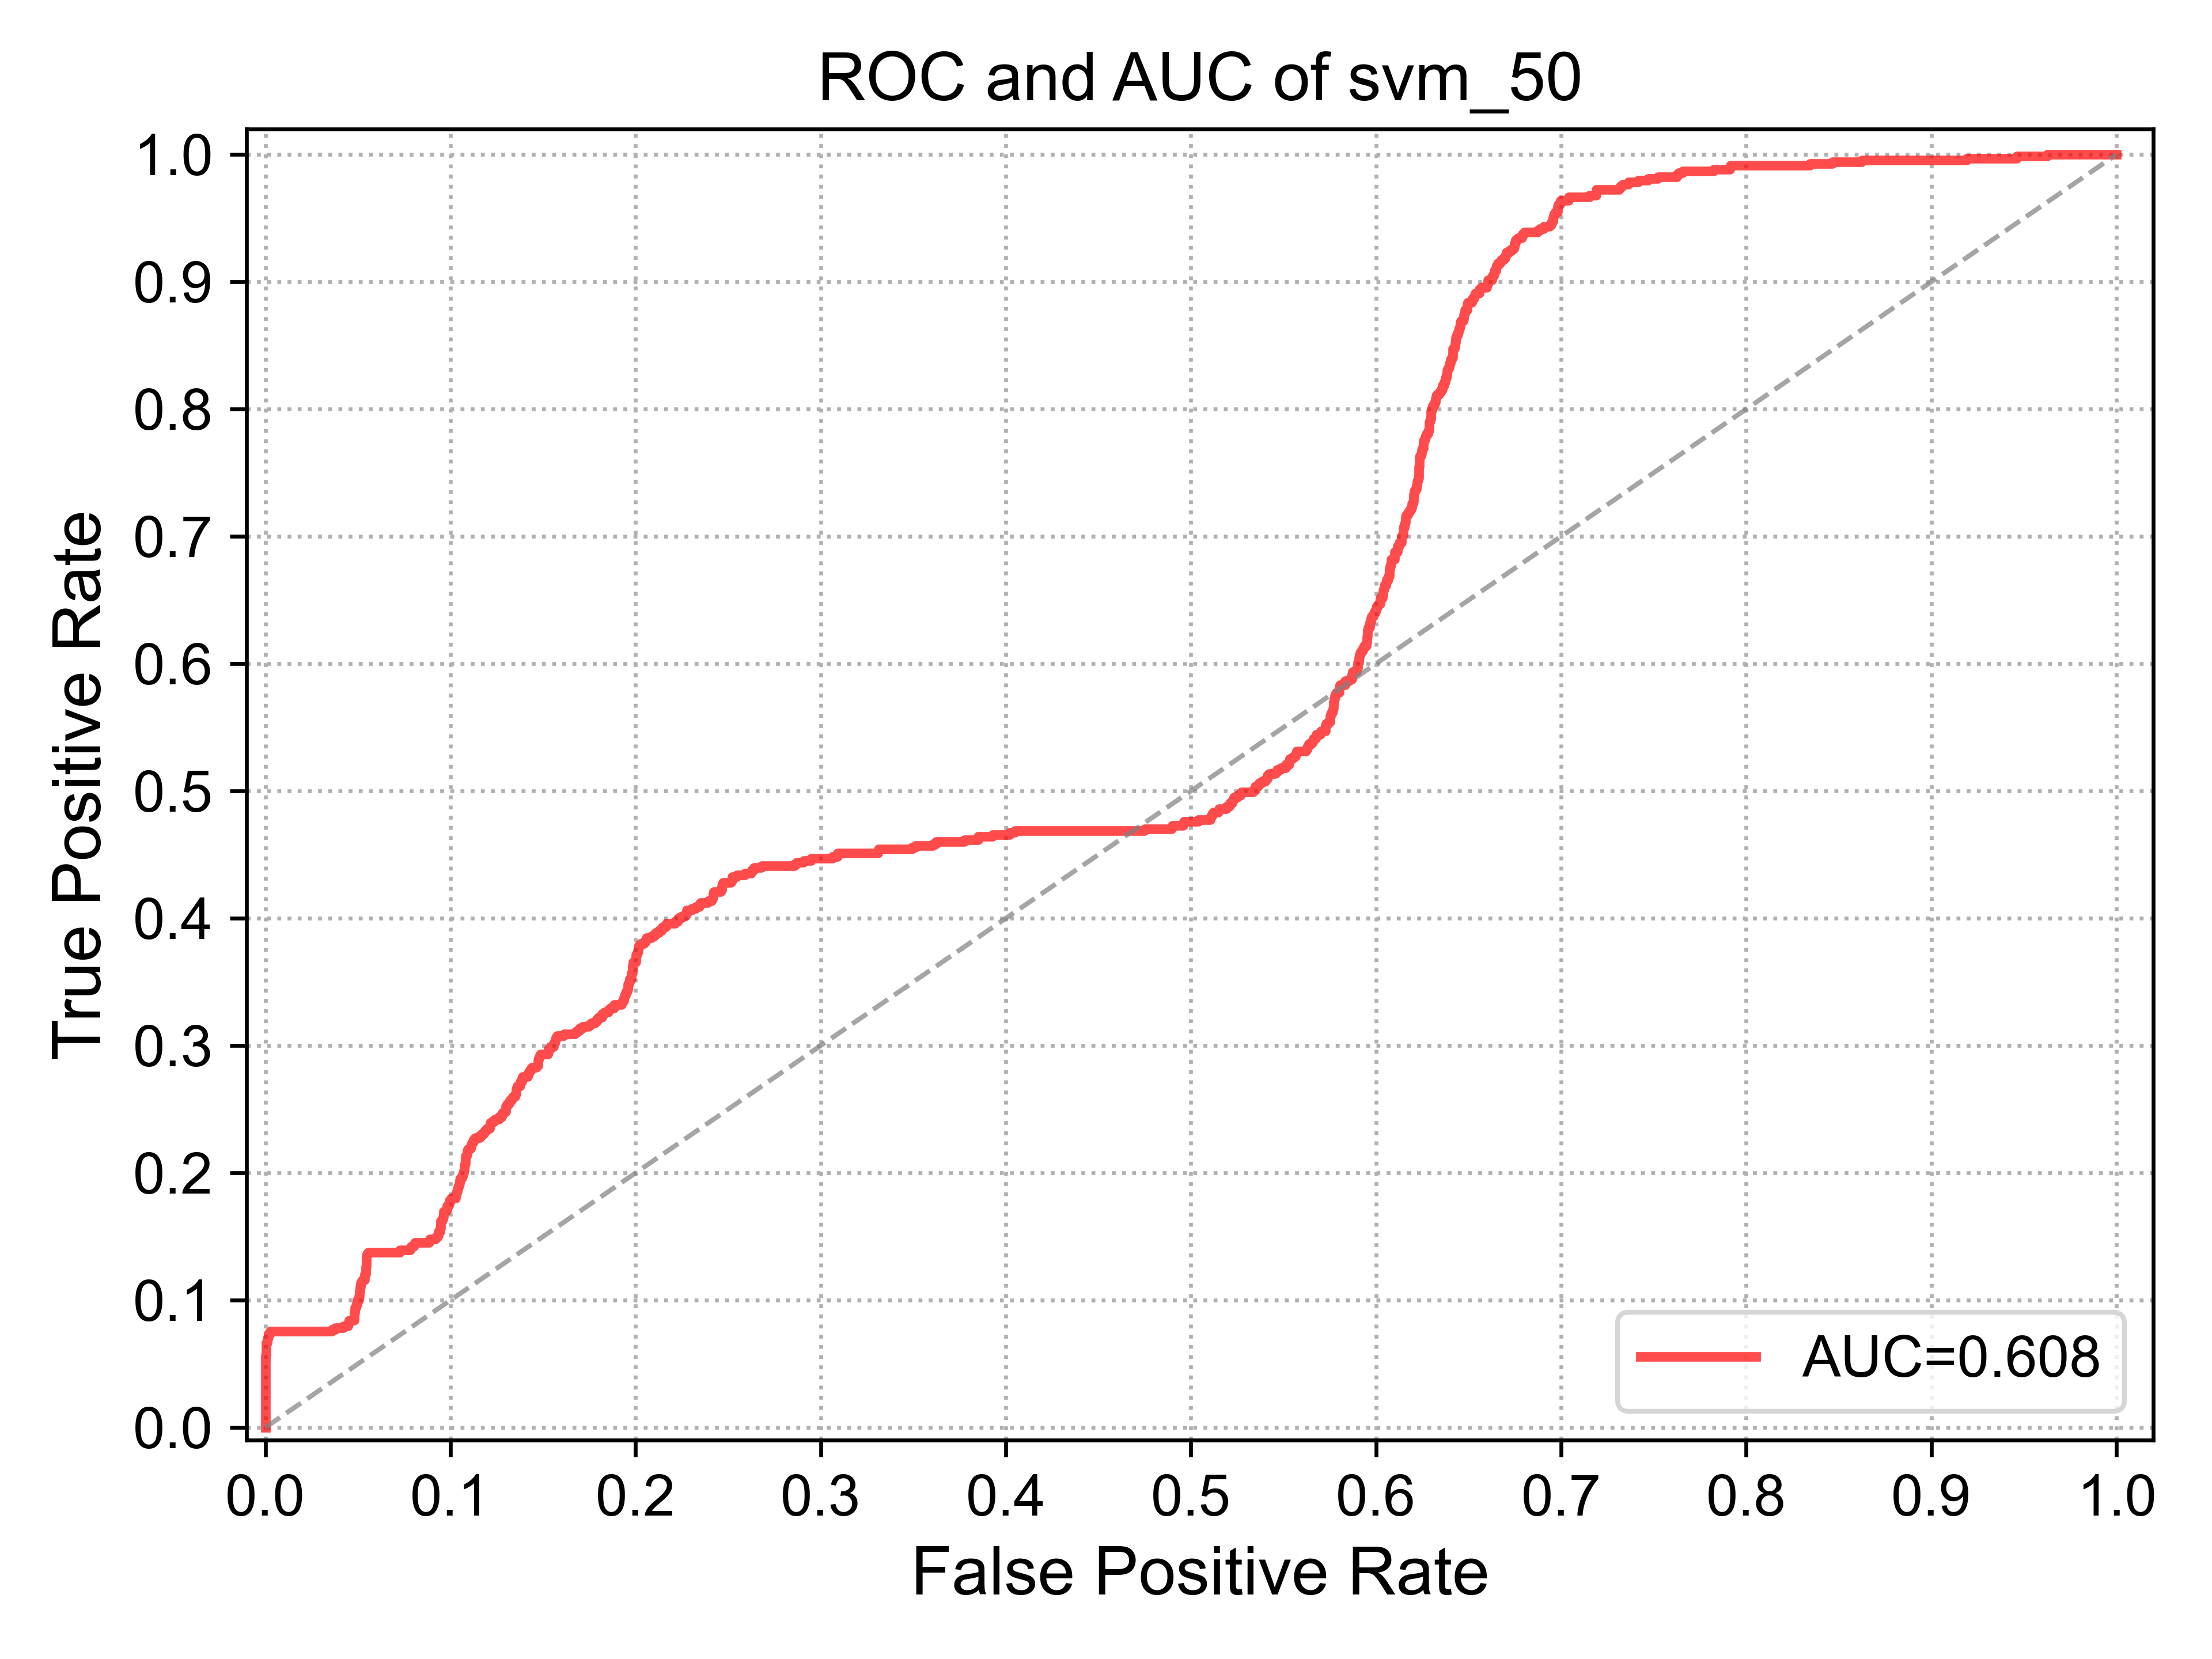 ROC and AUC of svm_50
True Positive Rate
1.0
0.9
0.8
0.7
0.6
0.5
0.4
0.3
0.2
0.1
0.0
AUC=0.608
0.0 0.1 0.2 0.3 0.4 0.5 0.6 0.7 0.8 0.9 1.0
False Positive Rate